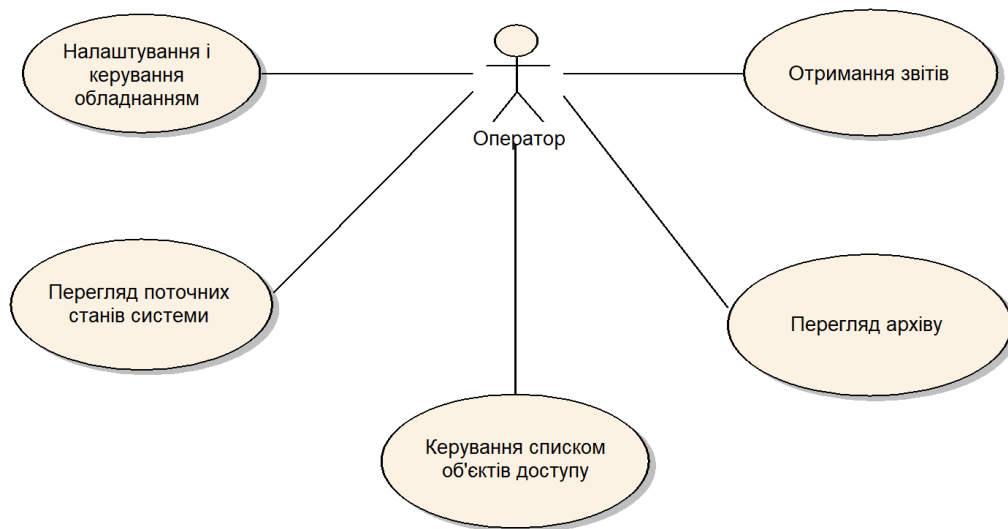 Налаштування і
керування
обладнанням
Оператор
Отримання звітів
Перегляд поточних
станів системи
Перегляд архіву
Керування списком
об'єктів доступу